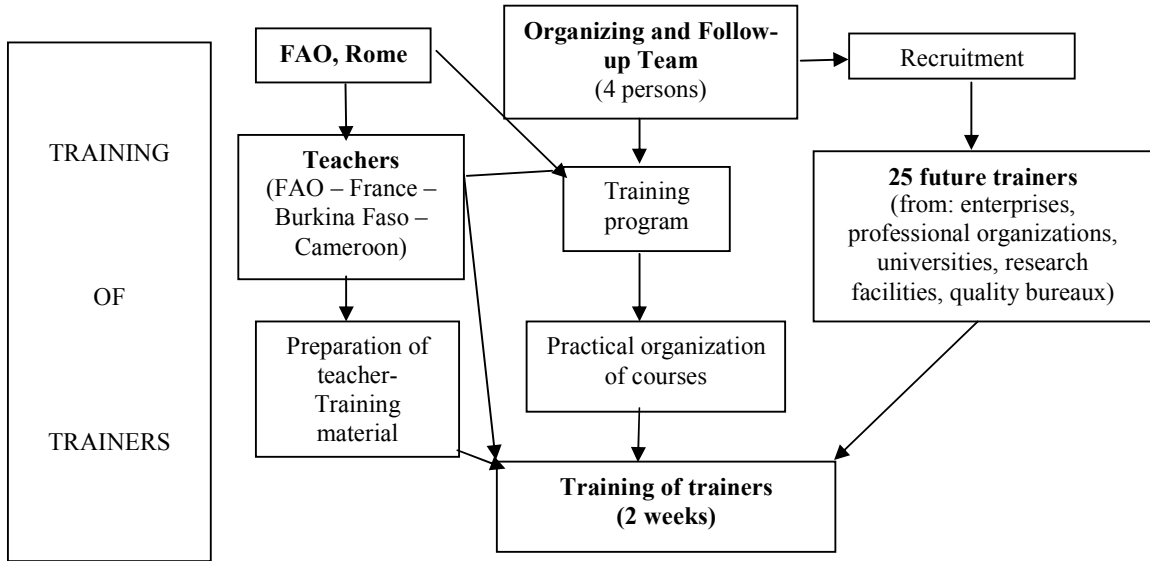 TRAINING
OF
TRAINERS
FAO, Rome
Organizing and Follow-
up Team
(4 persons)
Recruitment
Teachers
(FAO – France –
Burkina Faso –
Cameroon)
Training
program
25 future trainers
(from: enterprises,
professional organizations,
universities, research
facilities, quality bureaux)
Preparation of
teacher-
Training
material
Practical organization
of courses
Training of trainers
(2 weeks)